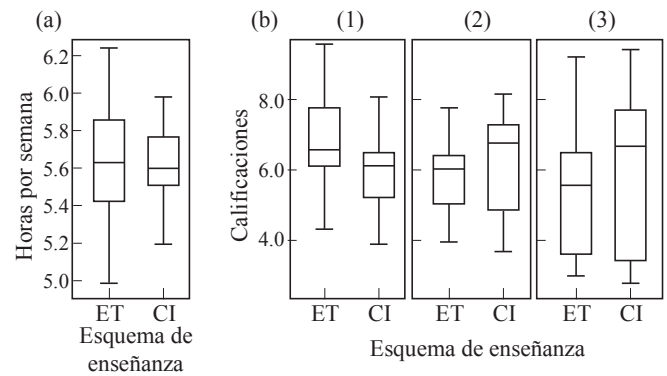 (a)
(b)
(1)
(2)
(3)
Horas por semana
6.2
6.0
5.8
5.6
5.4
5.2
5.0
ET
CI
Esquema de
enseñanza
Calificaciones
8.0
6.0
4.0
ET
CI
ET
CI
ET
CI
Esquema de enseñanza